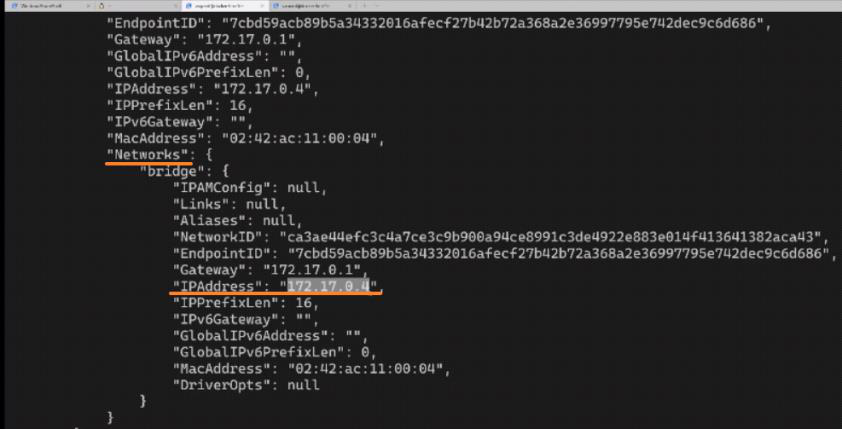 Windows PowerShell
"EndpointID": "7cbd59acb89b5a34332016afecf27b42b72a368a2e36997795e742dec9c6d686",
"Gateway": "172.17.0.1",
"GlobalIPv6Address": "",
"GlobalIPv6PrefixLen": 0,
"IPAddress": "172.17.0.4",
"IPPrefixLen": 16,
"IPv6Gateway": "",
"MacAddress": "02:42:ac:11:00:04",
"Networks": {
"bridge": {
"IPAMConfig": null,
"Links": null,
"Aliases": null,
"NetworkID": "ca3ae44efc3c4a7ce3c9b900a94ce8991c3de4922e883e014f413641382aca43",
"EndpointID": "7cbd59acb89b5a34332016afecf27b42b72a368a2e36997795e742dec9c6d686",
"Gateway": "172.17.0.1",
"IPAddress": "172.17.0.4",
"IPPrefixLen": 16,
"IPv6Gateway": "",
"GlobalIPv6Address": "",
"GlobalIPv6PrefixLen": 0,
"MacAddress": "02:42:ac:11:00:04",
"DriverOpts": null
}
}